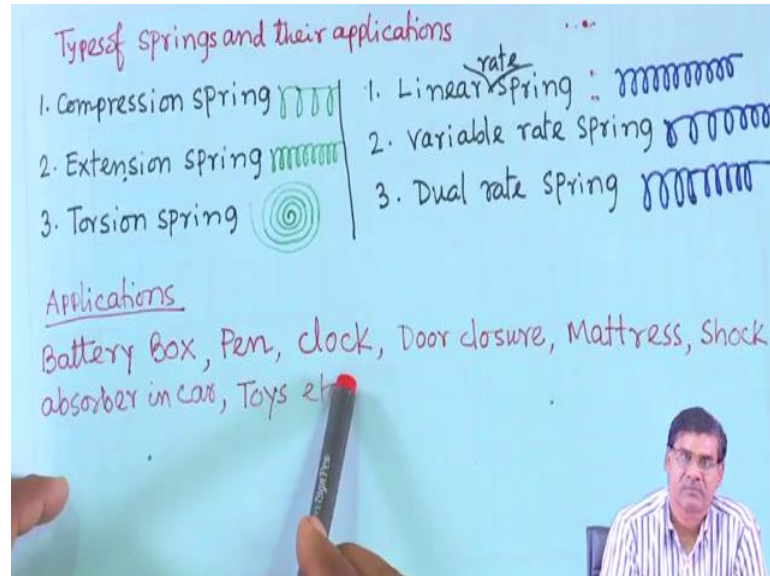 Types of springs and their applications
1. Compression spring
2. Extension spring
3. Torsion spring
rate
1. Linear spring :
2. Variable rate spring
3. Dual rate spring
Applications
Battery Box, Pen, clock, Door closure, Mattress, Shock
absorber in car, Toys et